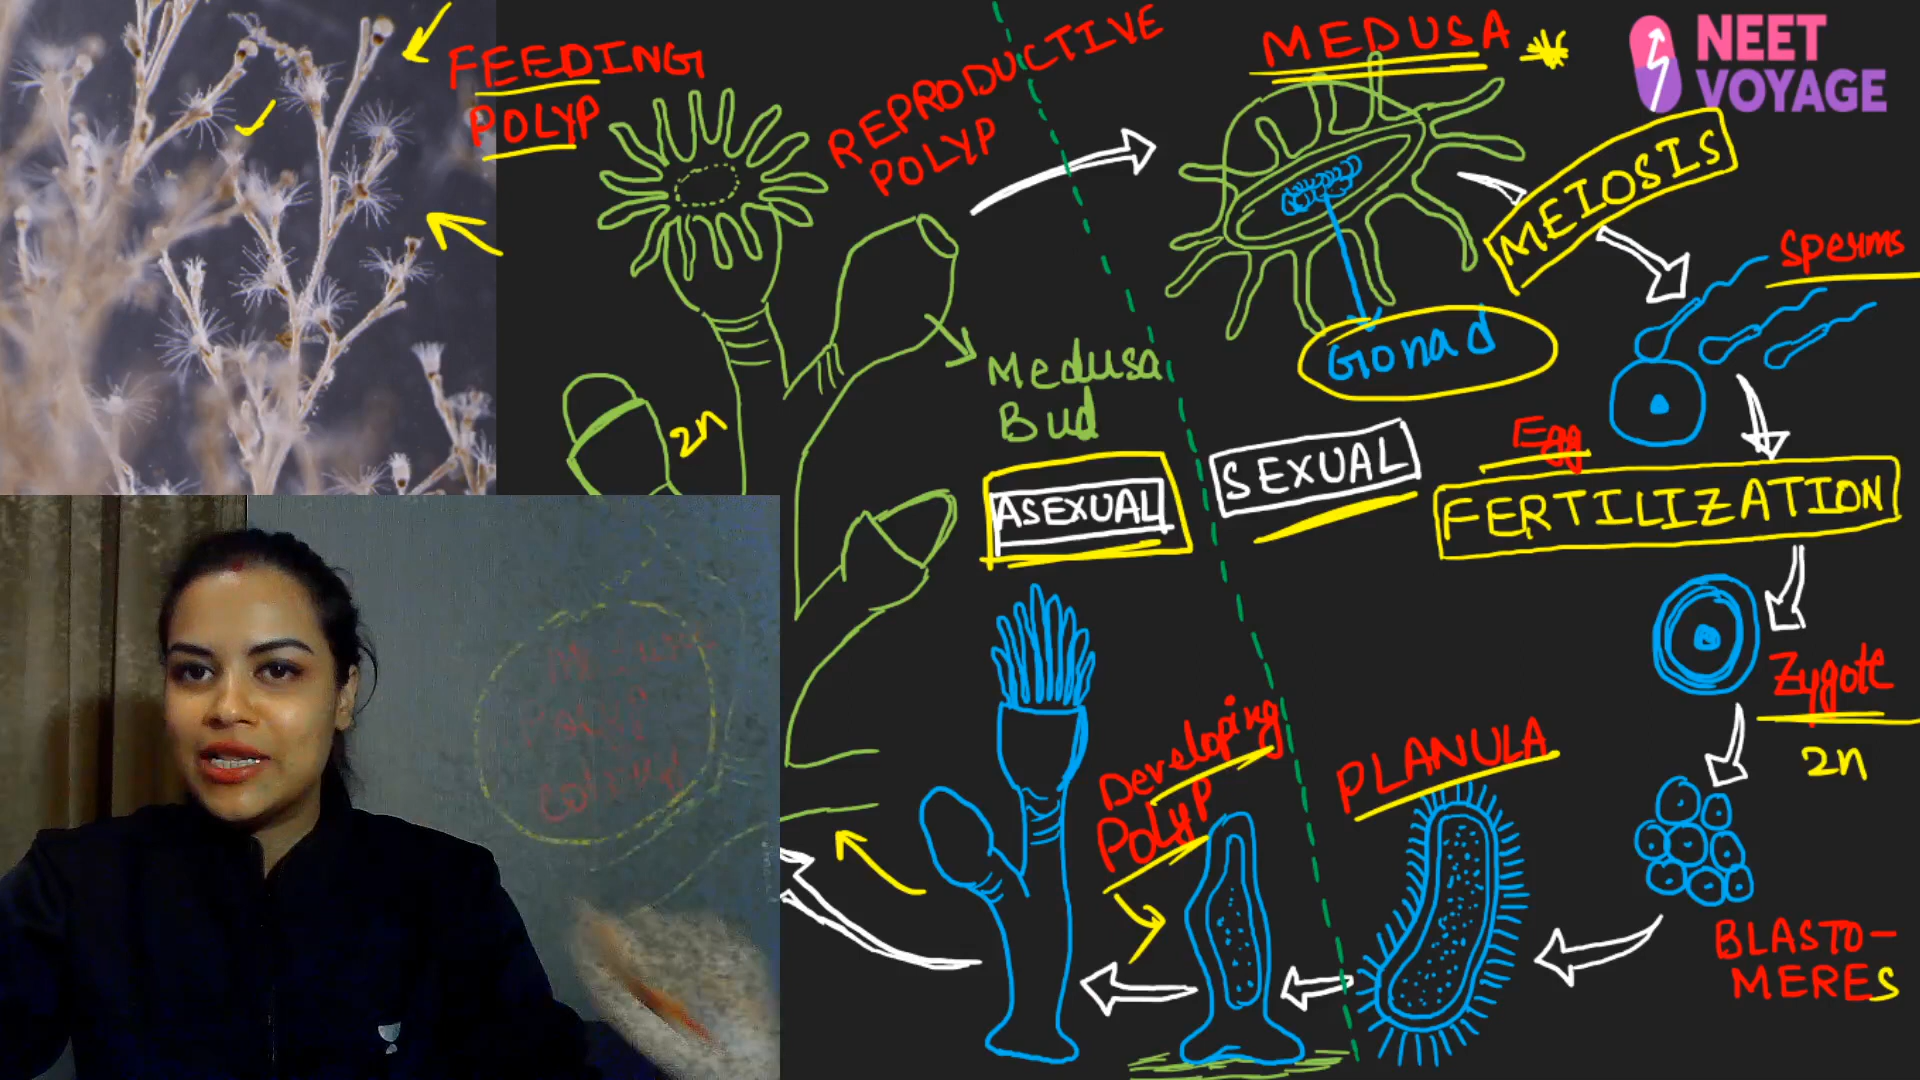 FEEDING
POLYP
REPRODUCTIVE
POLYP
MEDUSA
NEET
VOYAGE
MEIOSIS
Sperms
Gonad
Medusa
Bud
2n
ASEXUAL
SEXUAL
Egg
FERTILIZATION
Zygote
2n
Developing
POLYP
PLANULA
BLASTO-
MERES